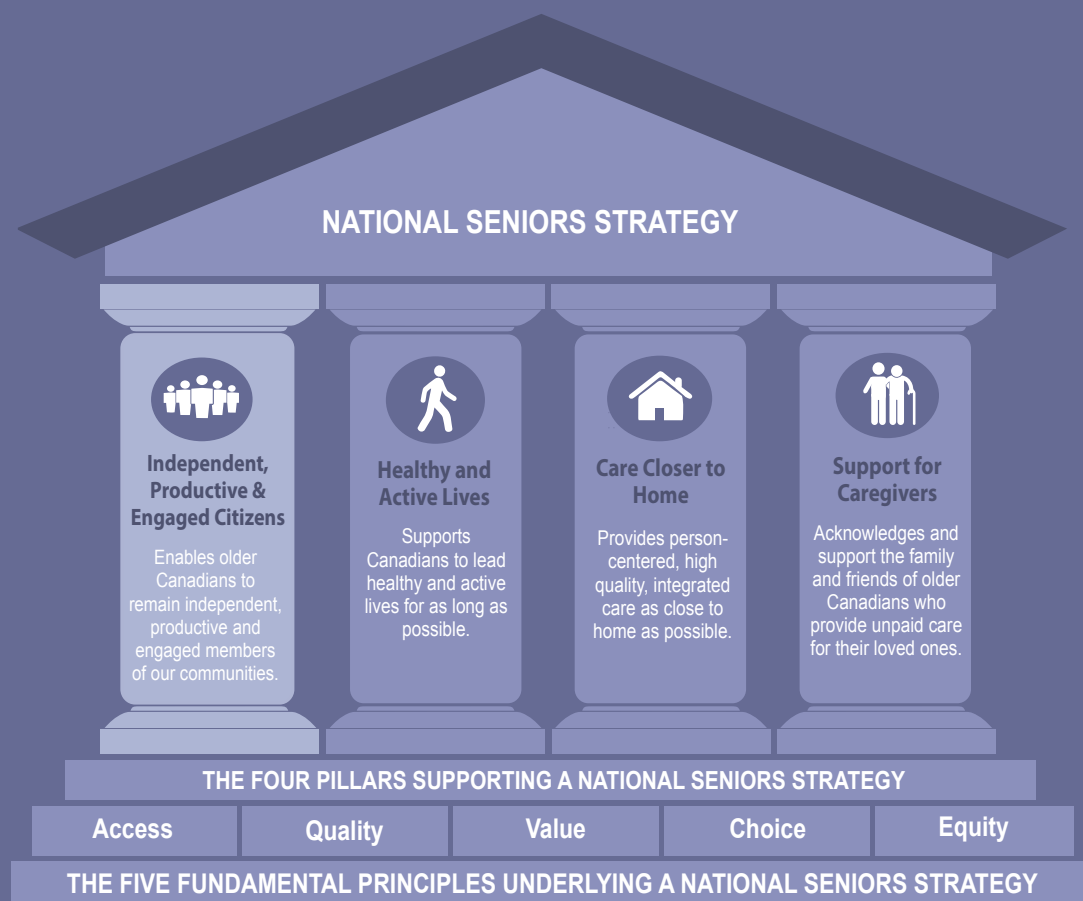 NATIONAL SENIORS STRATEGY
Independent,
Productive &
Engaged Citizens
Enables older
Canadians to
remain independent,
productive and
engaged members
of our communities.
Healthy and
Active Lives
Supports
Canadians to lead
healthy and active
lives for as long as
possible.
Care Closer to
Home
Provides person-
centered, high
quality, integrated
care as close to
home as possible.
Support for
Caregivers
Acknowledges and
support the family
and friends of older
Canadians who
provide unpaid care
for their loved ones.
THE FOUR PILLARS SUPPORTING A NATIONAL SENIORS STRATEGY
Access
Quality
Value
Choice
Equity
THE FIVE FUNDAMENTAL PRINCIPLES UNDERLYING A NATIONAL SENIORS STRATEGY